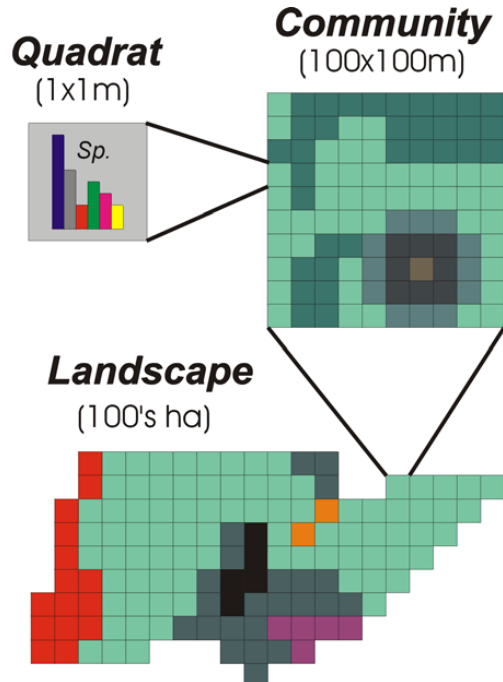 Quadrat
(1x1m)
Sp.
Community
(100x100m)
Landscape
(100's ha)